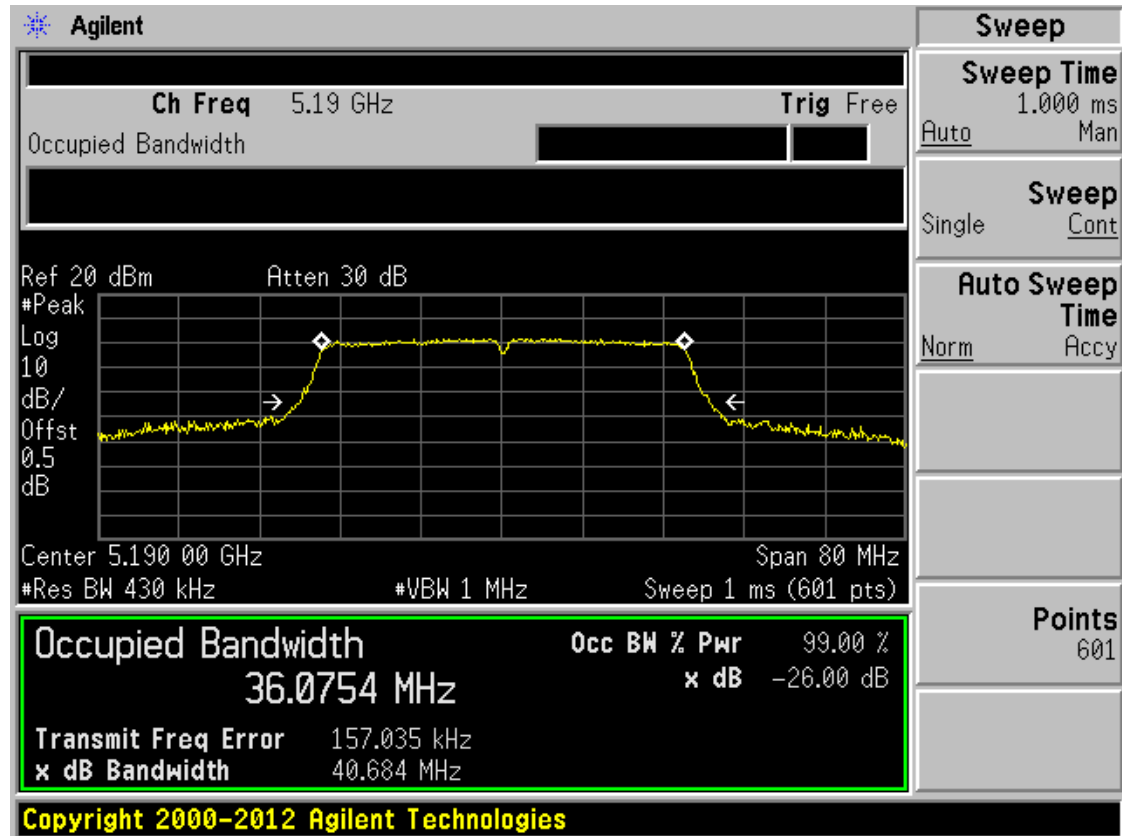 Agilent
Ch Freq 5.19 GHz Trig Free
Occupied Bandwidth
Ref 20 dBm Atten 30 dB
#Peak
Log
10
dB/
Offst
0.5
dB
Center 5.190 00 GHz Span 80 MHz
#Res BW 430 kHz #VBW 1 MHz Sweep 1 ms (601 pts)
Occupied Bandwidth Occ BW % Pwr 99.00 %
36.0754 MHz x dB -26.00 dB
Transmit Freq Error 157.035 kHz
x dB Bandwidth 40.684 MHz
Copyright 2000-2012 Agilent Technologies
Sweep
Sweep Time
1.000 ms
Auto Man
Sweep
Single Cont
Auto Sweep
Time
Norm Accy
Points
601